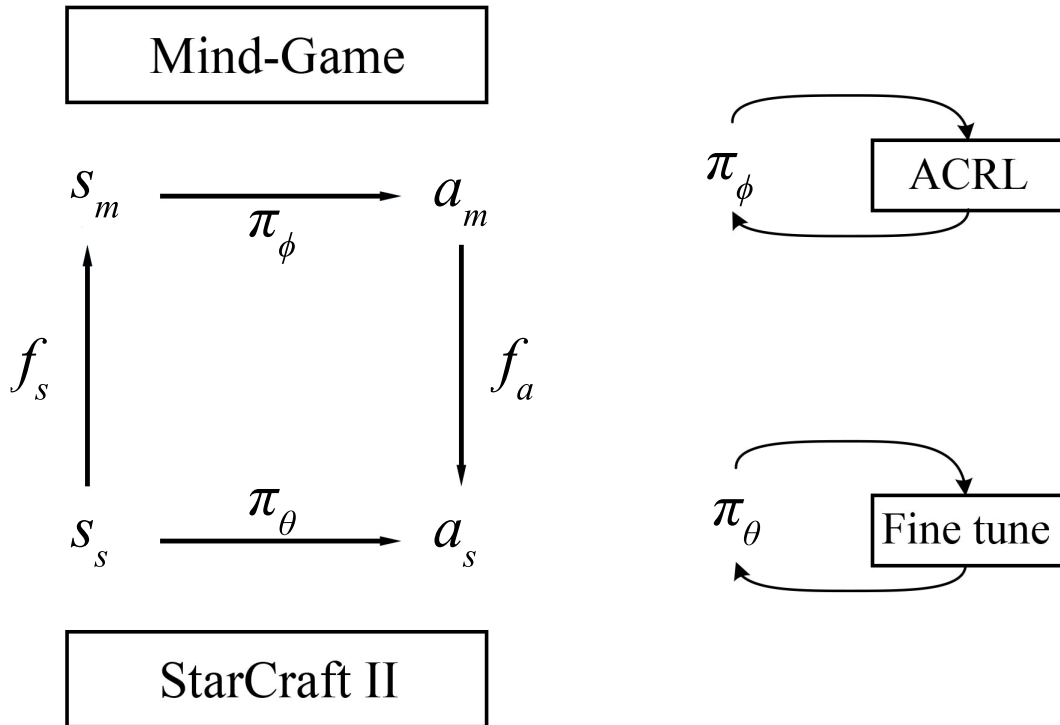 Mind-Game
s_m
π_ϕ
a_m
f_s
f_a
s_s
π_θ
a_s
StarCraft II
π_ϕ
ACRL
π_θ
Fine tune